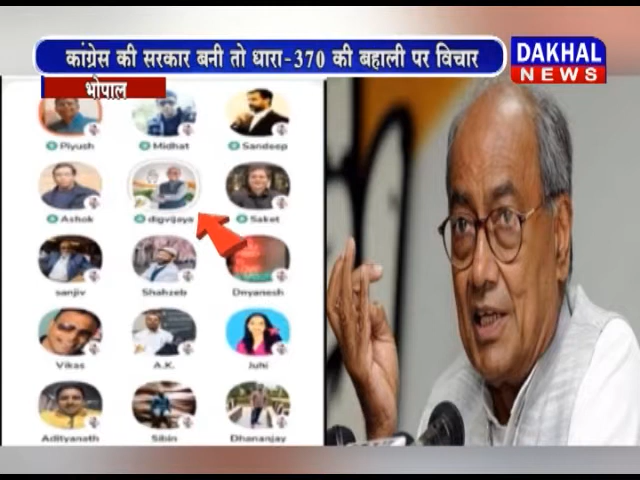 कांग्रेस की सरकार बनी तो धारा-370 की बहाली पर विचार
DAKHAL
NEWS
भोपाल
Piyush
Midhat
Sandeep
Ashok
digvijaya
Saket
sanjiv
Shahzeb
Dnyanesh
Vikas
A.K.
Juhi
Adityanath
Sibin
Dhananjay